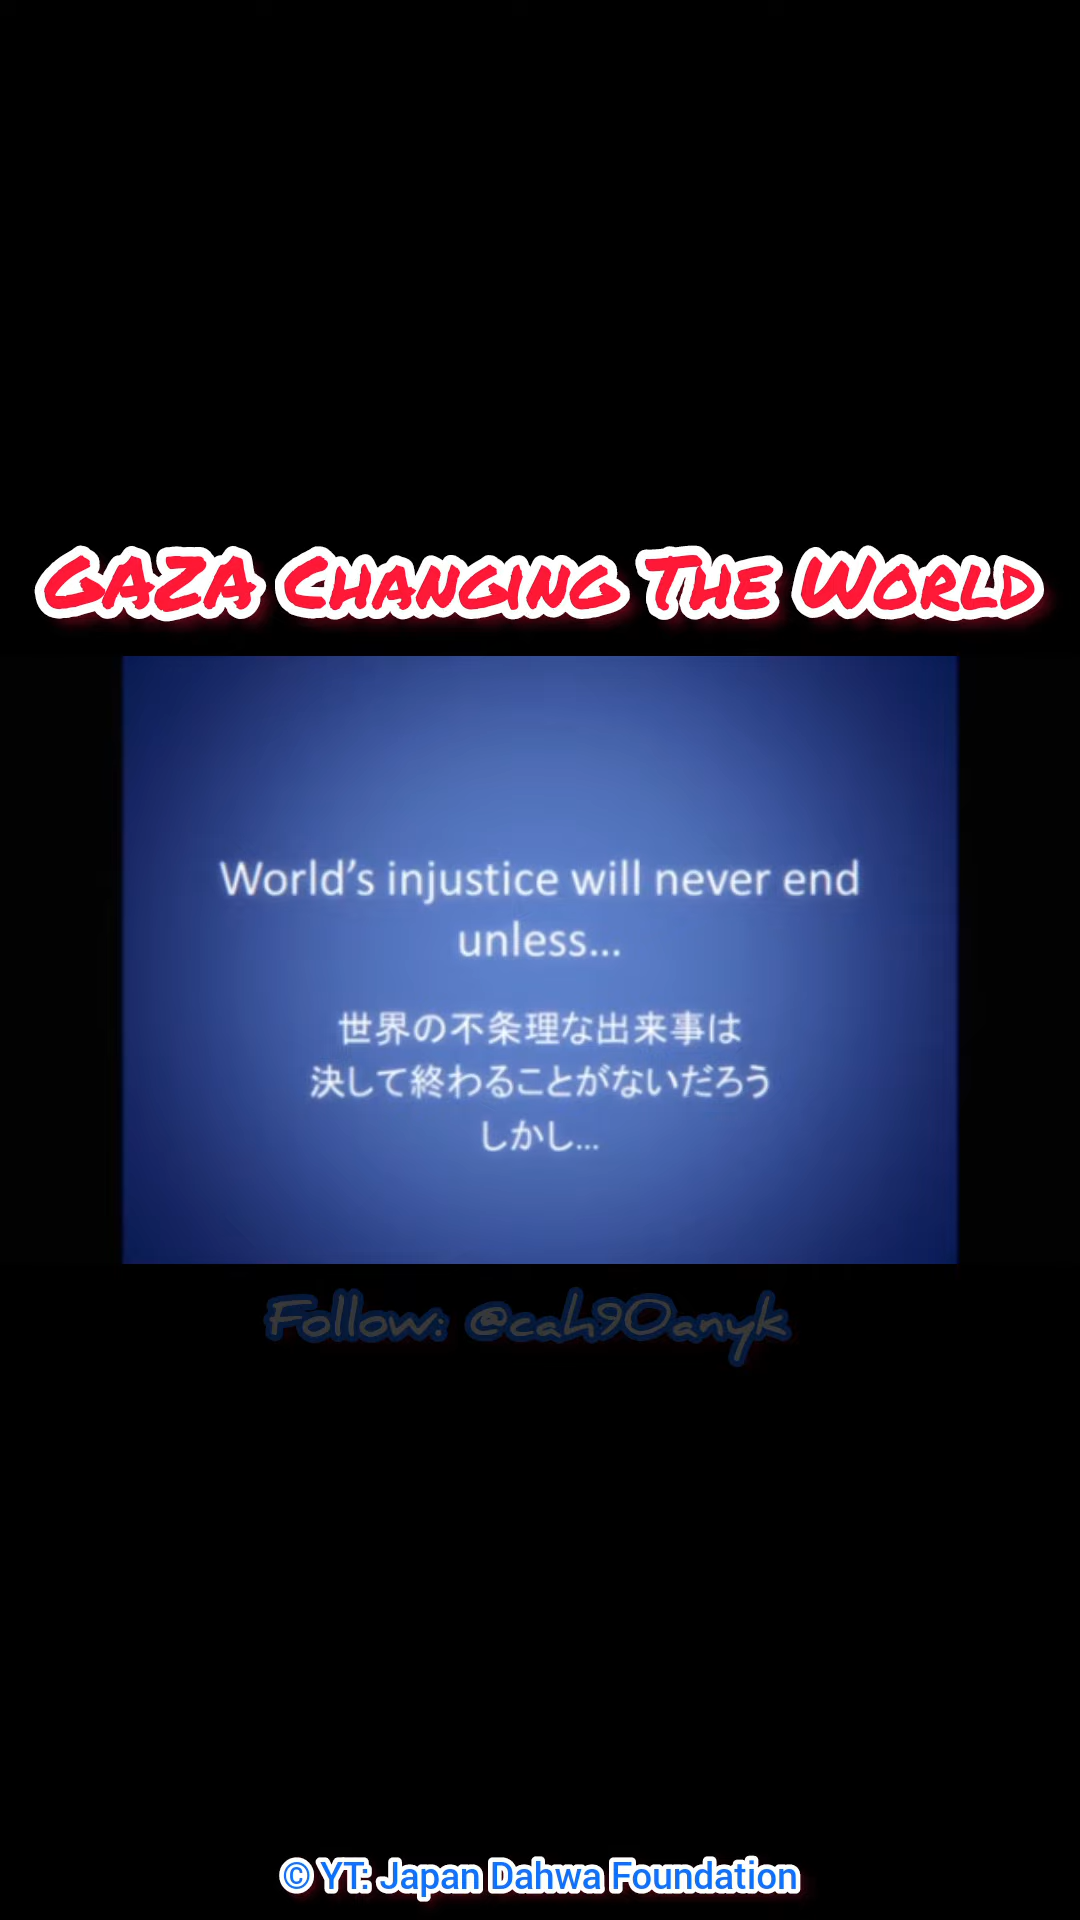 GAZA CHANGING THE WORLD
World's injustice will never end
unless...
世界の不条理な出来事は
決して終わることがないだろう
しかし...
Follow: @cah90anyk
© YT: Japan Dahwa Foundation